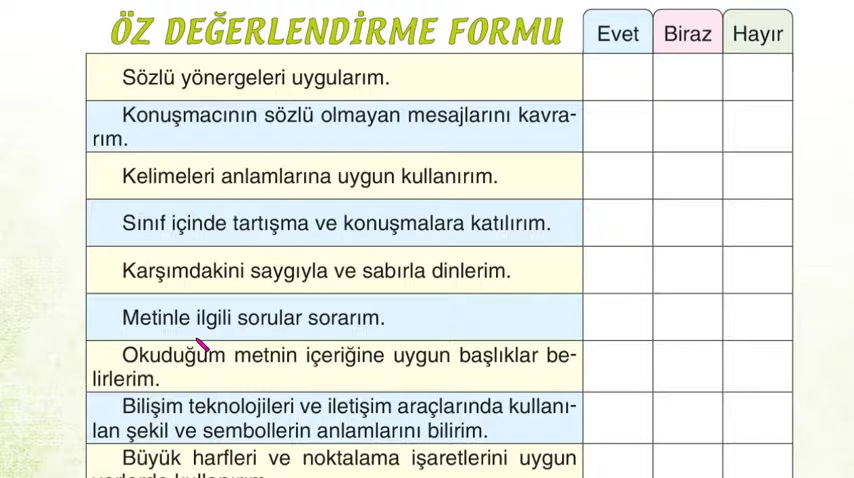 ÖZ DEĞERLENDİRME FORMU
Evet
Biraz
Hayır
Sözlü yönergeleri uygularım.
Konuşmacının sözlü olmayan mesajlarını kavra-
rım.
Kelimeleri anlamlarına uygun kullanırım.
Sınıf içinde tartışma ve konuşmalara katılırım.
Karşımdakini saygıyla ve sabırla dinlerim.
Metinle ilgili sorular sorarım.
Okuduğum metnin içeriğine uygun başlıklar be-
lirlerim.
Bilişim teknolojileri ve iletişim araçlarında kullanı-
lan şekil ve sembollerin anlamlarını bilirim.
Büyük harfleri ve noktalama işaretlerini uygun